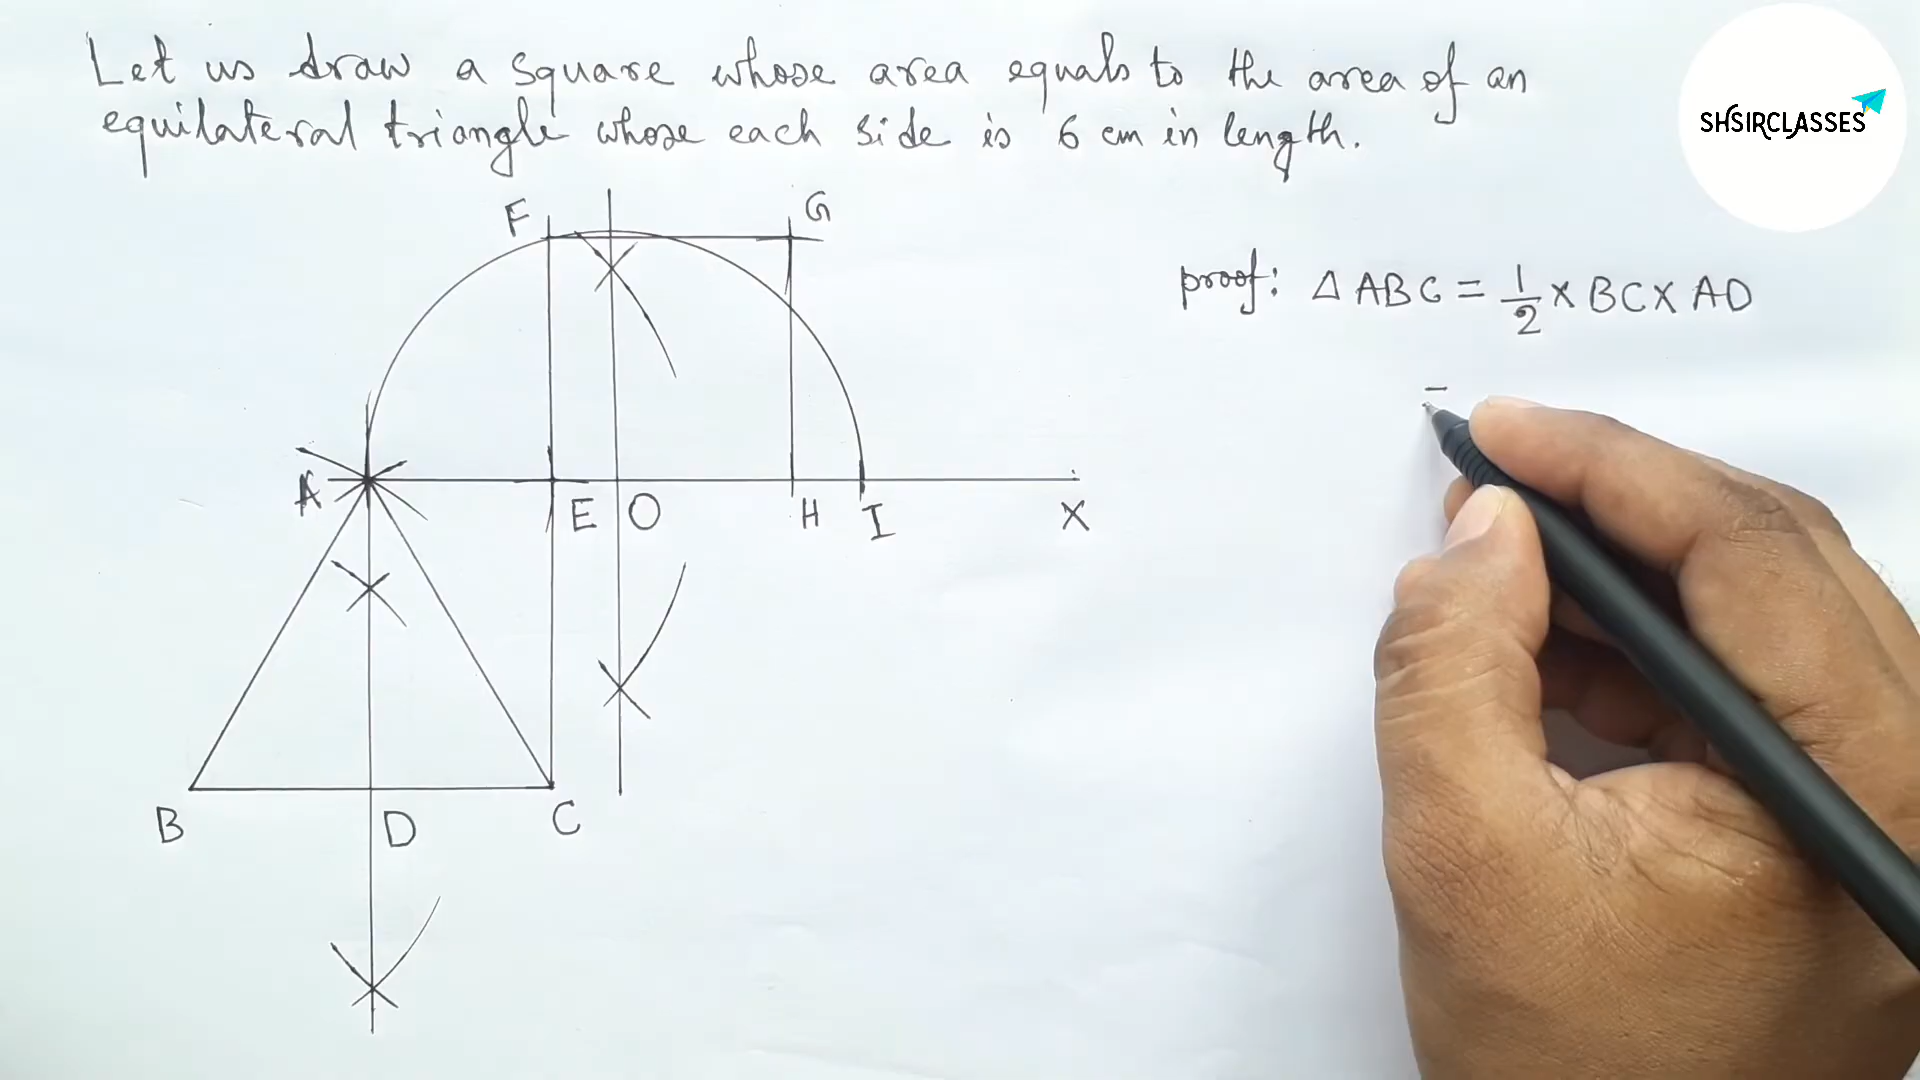 Let us draw a square whose area equals to the area of an
equilateral triangle whose each side is 6 cm in length.
SHSIRCLASSES
F
G
proof: △ ABC = 1/2 × BC × AD
=
A
E
O
H
I
X
B
D
C